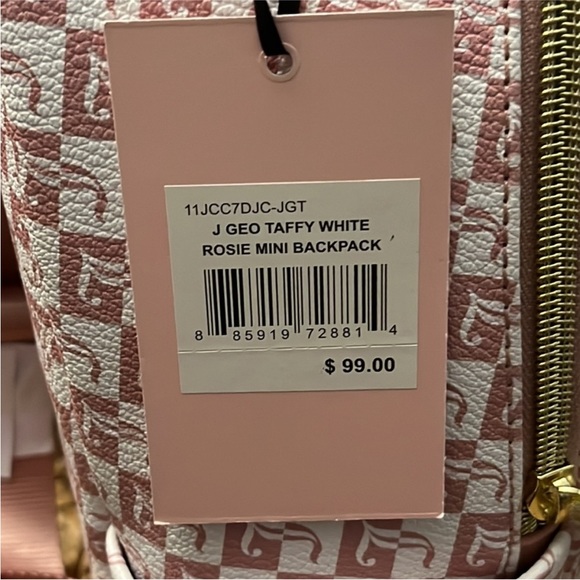 11JCC7DJC-JGT
J GEO TAFFY WHITE
ROSIE MINI BACKPACK
8 85919 72881 4
$ 99.00